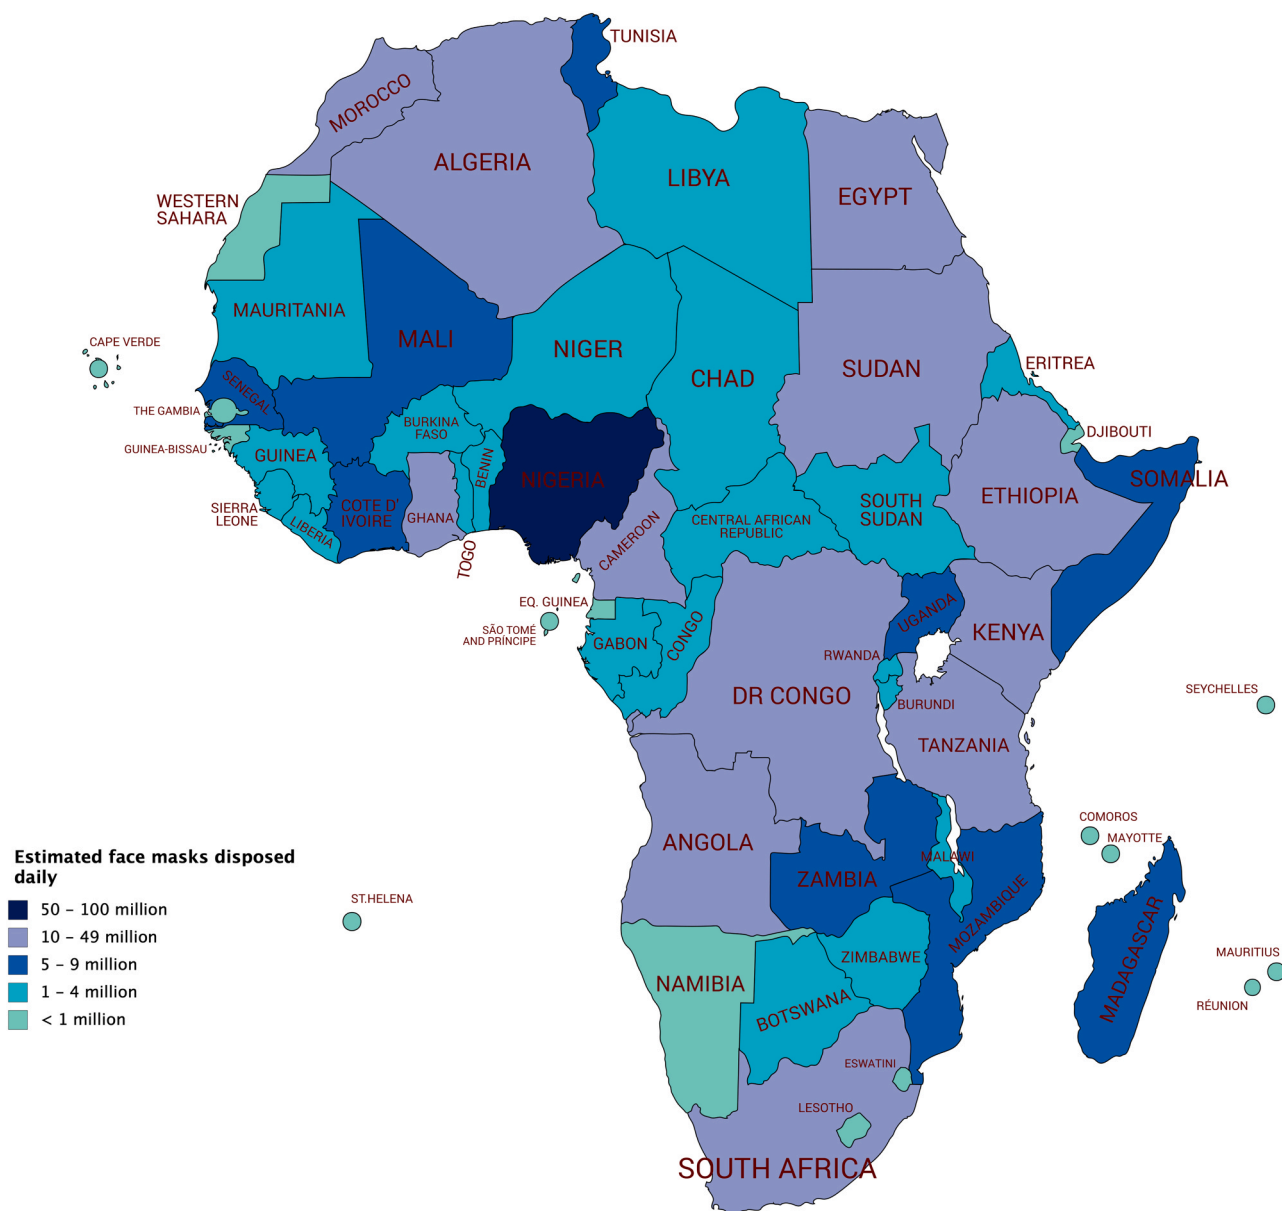 TUNISIA
MOROCCO
ALGERIA
LIBYA
EGYPT
WESTERN
SAHARA
MAURITANIA
MALI
NIGER
CHAD
SUDAN
ERITREA
CAPE VERDE
SENEGAL
THE GAMBIA
GUINEA-BISSAU
GUINEA
BURKINA
FASO
BENIN
NIGERIA
DJIBOUTI
SOMALIA
ETHIOPIA
SIERRA
LEONE
LIBERIA
COTE D'
IVOIRE
GHANA
TOGO
CAMEROON
CENTRAL AFRICAN
REPUBLIC
SOUTH
SUDAN
EQ. GUINEA
SÃO TOMÉ
AND PRÍNCIPE
GABON
CONGO
UGANDA
KENYA
RWANDA
DR CONGO
BURUNDI
TANZANIA
SEYCHELLES
ANGOLA
ZAMBIA
MALAWI
MOZAMBIQUE
COMOROS
MAYOTTE
MADAGASCAR
ST.HELENA
NAMIBIA
BOTSWANA
ZIMBABWE
MAURITIUS
RÉUNION
ESWATINI
LESOTHO
SOUTH AFRICA
Estimated face masks disposed
daily
50 – 100 million
10 – 49 million
5 – 9 million
1 – 4 million
< 1 million